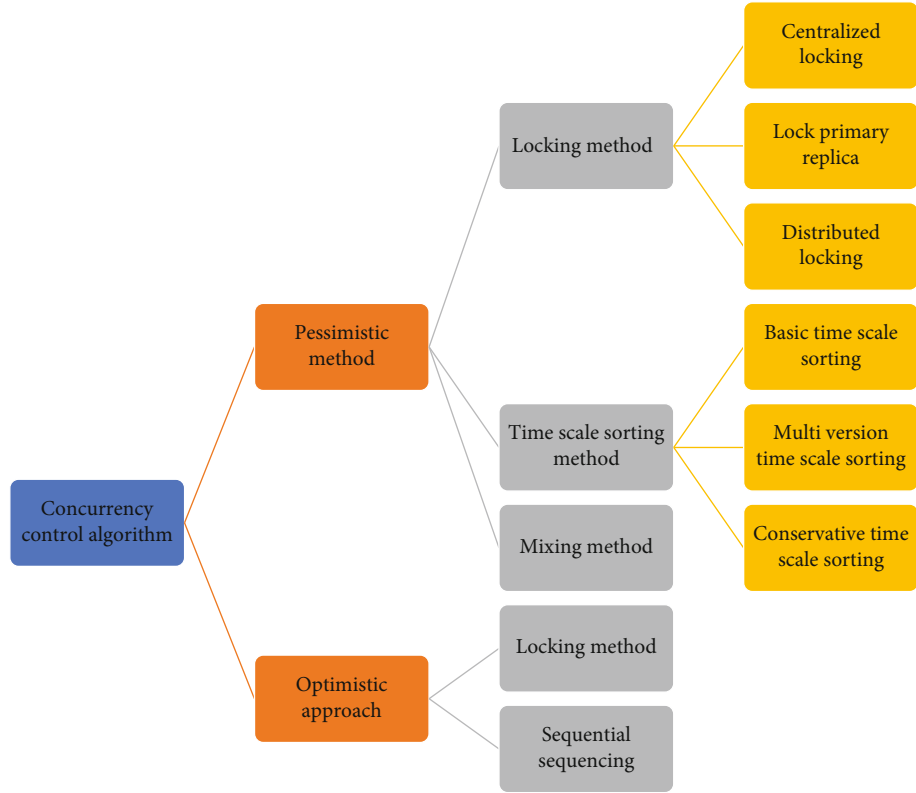 Concurrency
control algorithm
Pessimistic
method
Optimistic
approach
Locking method
Time scale sorting
method
Mixing method
Locking method
Sequential
sequencing
Centralized
locking
Lock primary
replica
Distributed
locking
Basic time scale
sorting
Multi version
time scale sorting
Conservative time
scale sorting